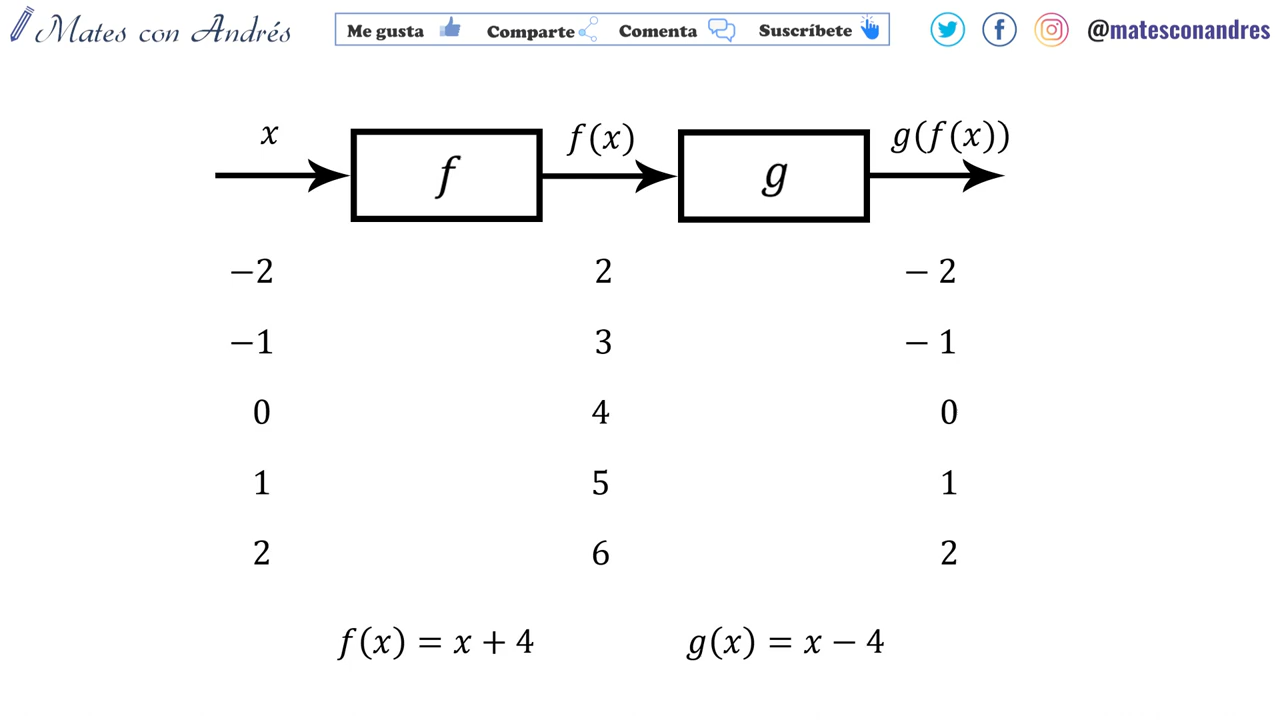 Mates con Andrés Me gusta Comparte Comenta Suscríbete @matesconandres
x f(x) g(f(x))
f g
−2 2 − 2
−1 3 − 1
0 4 0
1 5 1
2 6 2
f(x) = x + 4 g(x) = x − 4